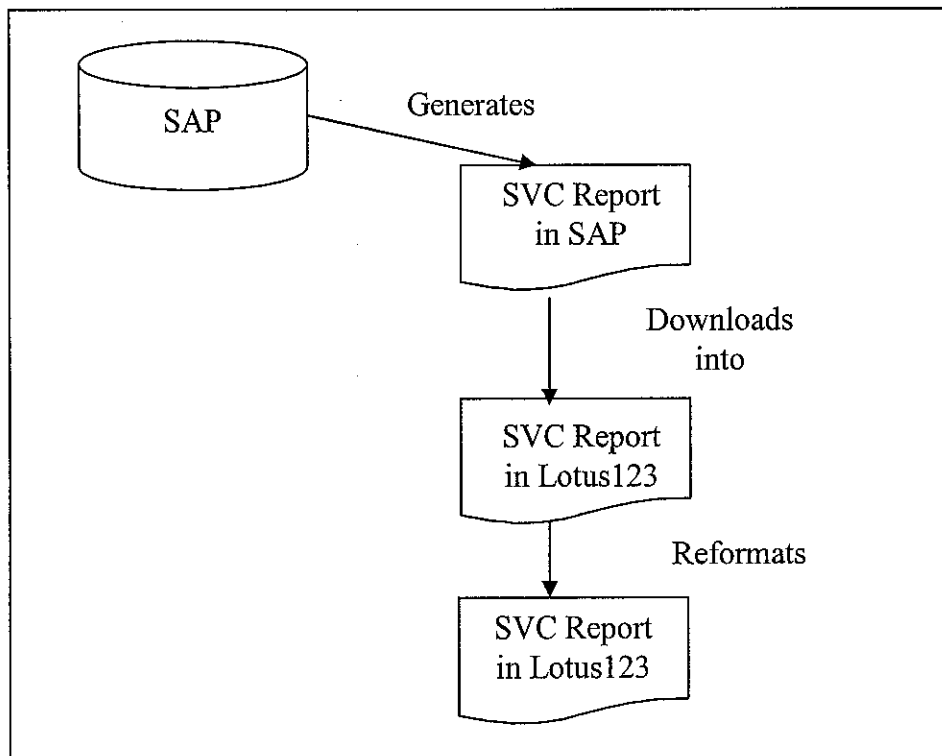 SAP
Generates
SVC Report
in SAP
Downloads
into
SVC Report
in Lotus123
Reformats
SVC Report
in Lotus123